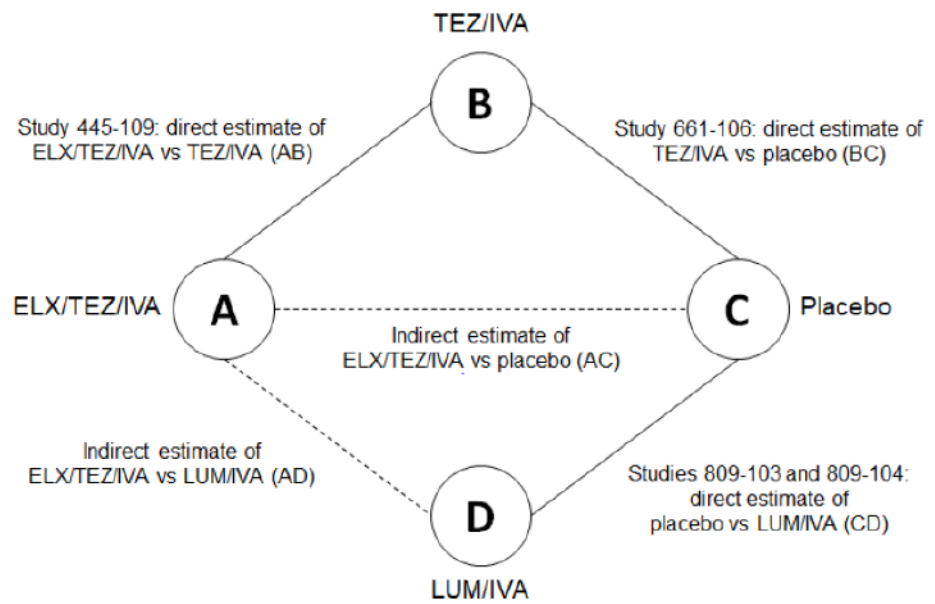 TEZ/IVA
B
Study 445-109: direct estimate of
ELX/TEZ/IVA vs TEZ/IVA (AB)
Study 661-106: direct estimate of
TEZ/IVA vs placebo (BC)
ELX/TEZ/IVA
A
C
Placebo
Indirect estimate of
ELX/TEZ/IVA vs placebo (AC)
Indirect estimate of
ELX/TEZ/IVA vs LUM/IVA (AD)
D
Studies 809-103 and 809-104:
direct estimate of
placebo vs LUM/IVA (CD)
LUM/IVA